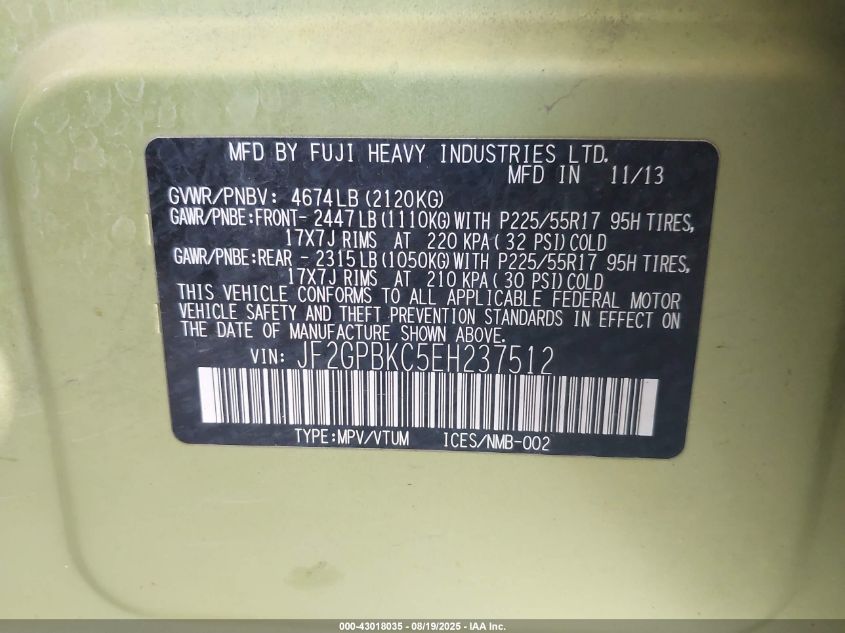 MFD BY FUJI HEAVY INDUSTRIES LTD.
MFD IN 11/13
GVWR/PNBV: 4674LB (2120KG)
GAWR/PNBE:FRONT- 2447LB (1110KG) WITH P225/55R17 95H TIRES,
17X7J RIMS AT 220 KPA ( 32 PSI) COLD
GAWR/PNBE:REAR - 2315LB (1050KG) WITH P225/55R17 95H TIRES,
17X7J RIMS AT 210 KPA ( 30 PSI) COLD
THIS VEHICLE CONFORMS TO ALL APPLICABLE FEDERAL MOTOR
VEHICLE SAFETY AND THEFT PREVENTION STANDARDS IN EFFECT ON
THE DATE OF MANUFACTURE SHOWN ABOVE.
VIN: JF2GPBKC5EH237512
TYPE:MPV/VTUM ICES/NMB-002
000-43018035 - 08/19/2025 - IAA Inc.